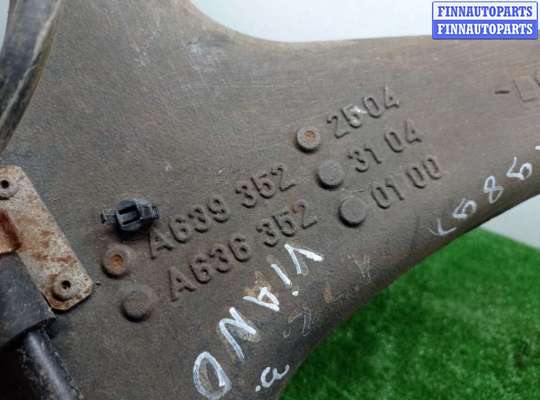 FINNAUTOPARTS
FINNAUTOPARTS
A639 352 25 04
31 04
A636 352 01 00
VIANO